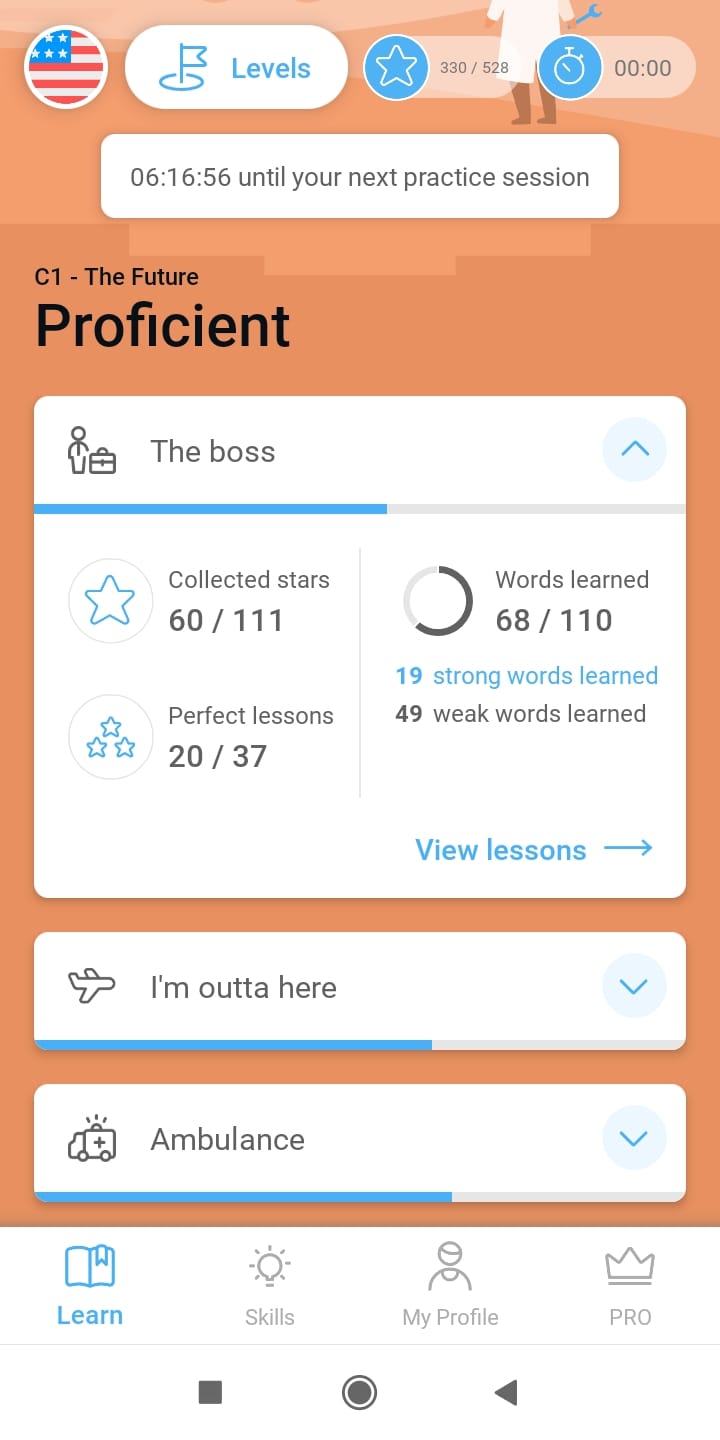 Levels
330 / 528
00:00
06:16:56 until your next practice session
C1 - The Future
Proficient
The boss
Collected stars
60 / 111
Perfect lessons
20 / 37
Words learned
68 / 110
19 strong words learned
49 weak words learned
View lessons
I'm outta here
Ambulance
Learn
Skills
My Profile
PRO